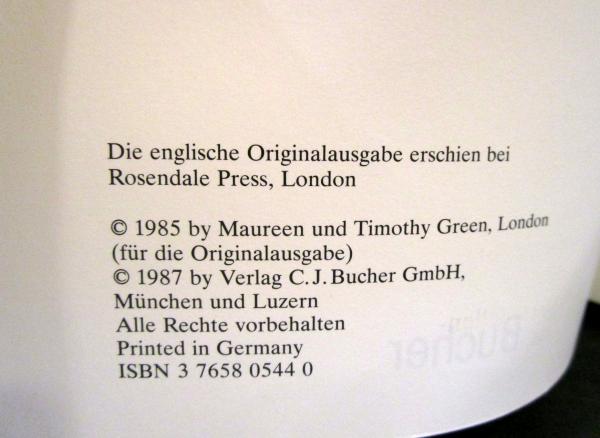 Die englische Originalausgabe erschien bei
Rosendale Press, London
© 1985 by Maureen und Timothy Green, London
(für die Originalausgabe)
© 1987 by Verlag C. J. Bucher GmbH,
München und Luzern
Alle Rechte vorbehalten
Printed in Germany
ISBN 3 7658 0544 0
Bucher